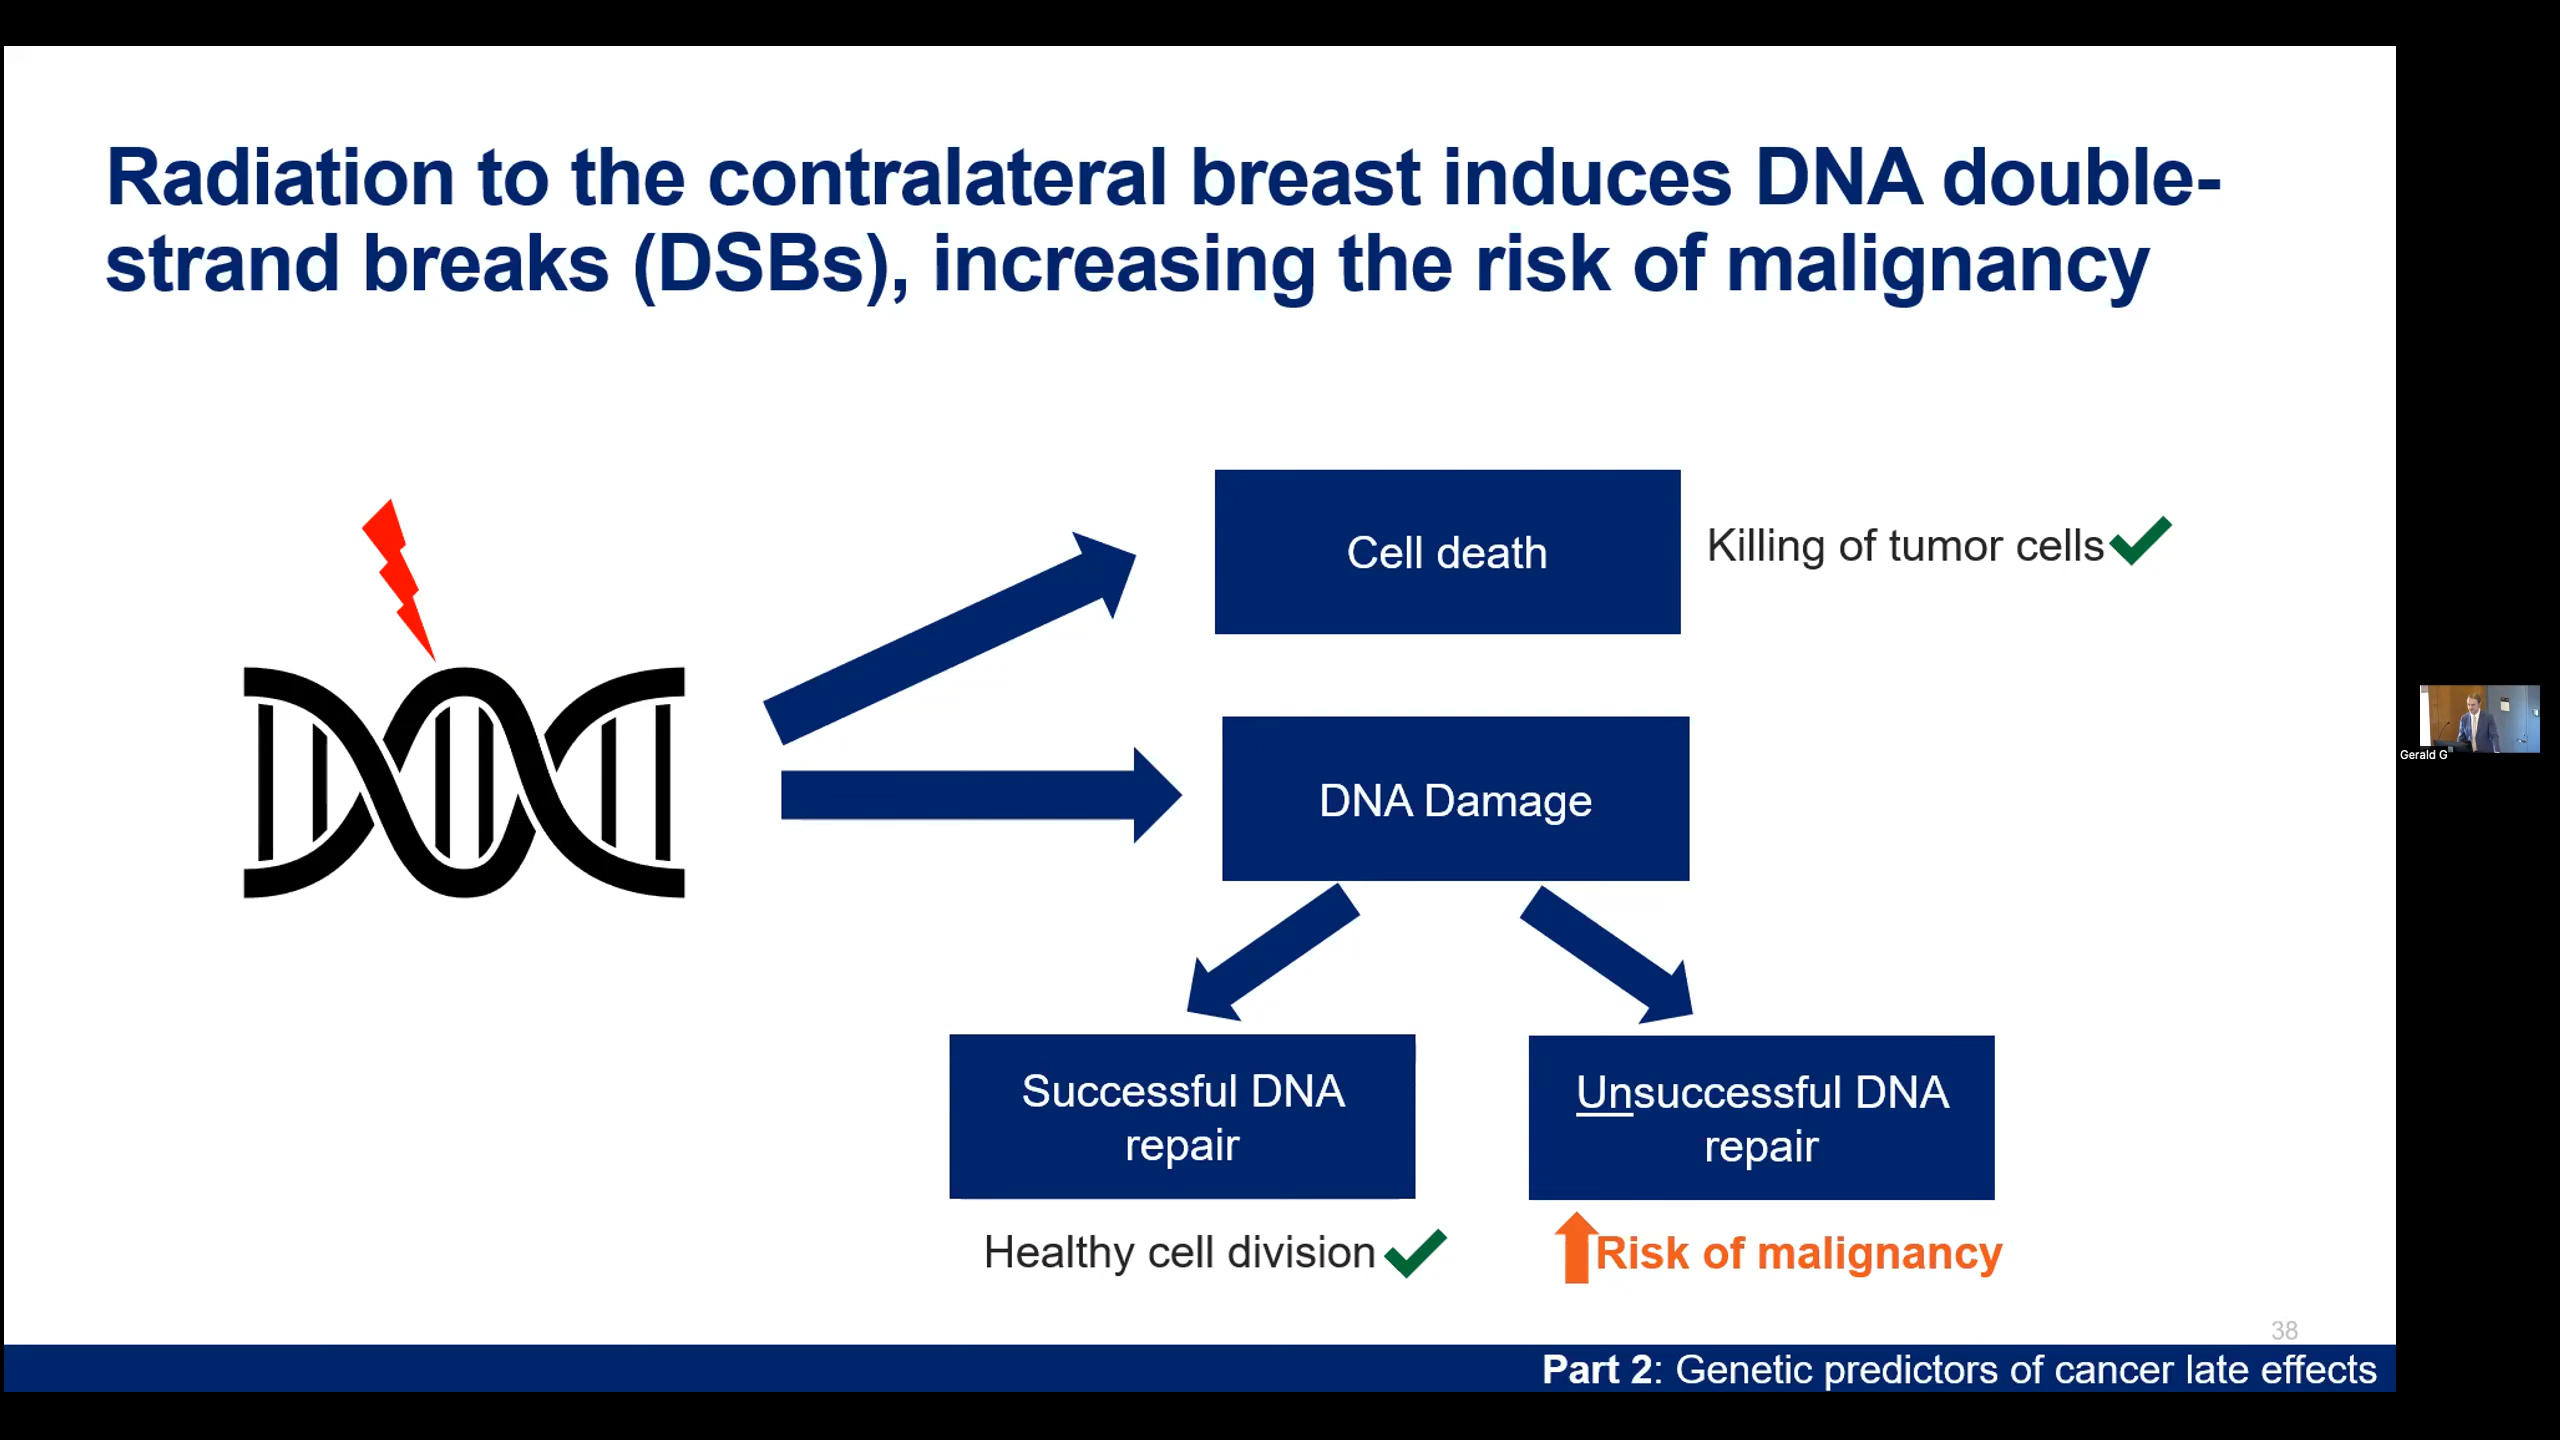 Radiation to the contralateral breast induces DNA double-
strand breaks (DSBs), increasing the risk of malignancy
Cell death
Killing of tumor cells
DNA Damage
Successful DNA
repair
Unsuccessful DNA
repair
Healthy cell division
Risk of malignancy
38
Part 2: Genetic predictors of cancer late effects
Gerald G